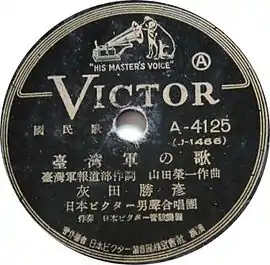 "HIS MASTER'S VOICE"
A
VICTOR
國民歌
A-4125
(J-1466)
臺灣軍の歌
臺灣軍報道部作詞 山田榮一作曲
灰田勝彦
日本ビクター男聲合唱團
伴奏 日本ビクター管絃樂團